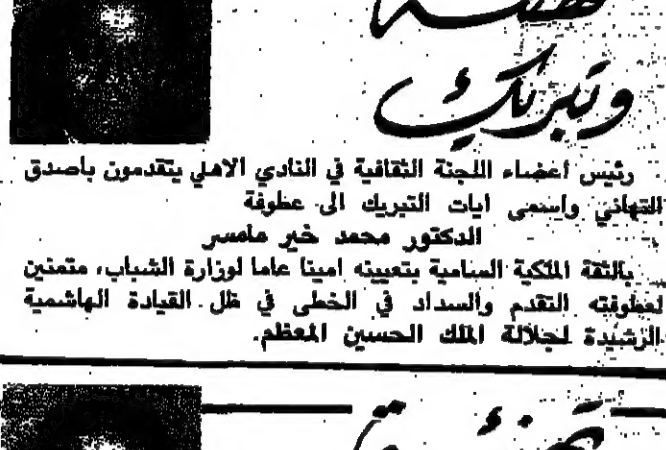 تهنئة
وتبريك
رئيس اعضاء اللجنة الثقافية في النادي الاهلي يتقدمون باصدق
التهاني واسمى ايات التبريك الى عطوفة
الدكتور محمد خير مامسر
بالثقة الملكية السامية بتعيينه امينا عاما لوزارة الشباب، متمنين
لعطوفته التقدم والسداد في الخطى في ظل القيادة الهاشمية
الرشيدة لجلالة الملك الحسين المعظم.
تهنئة